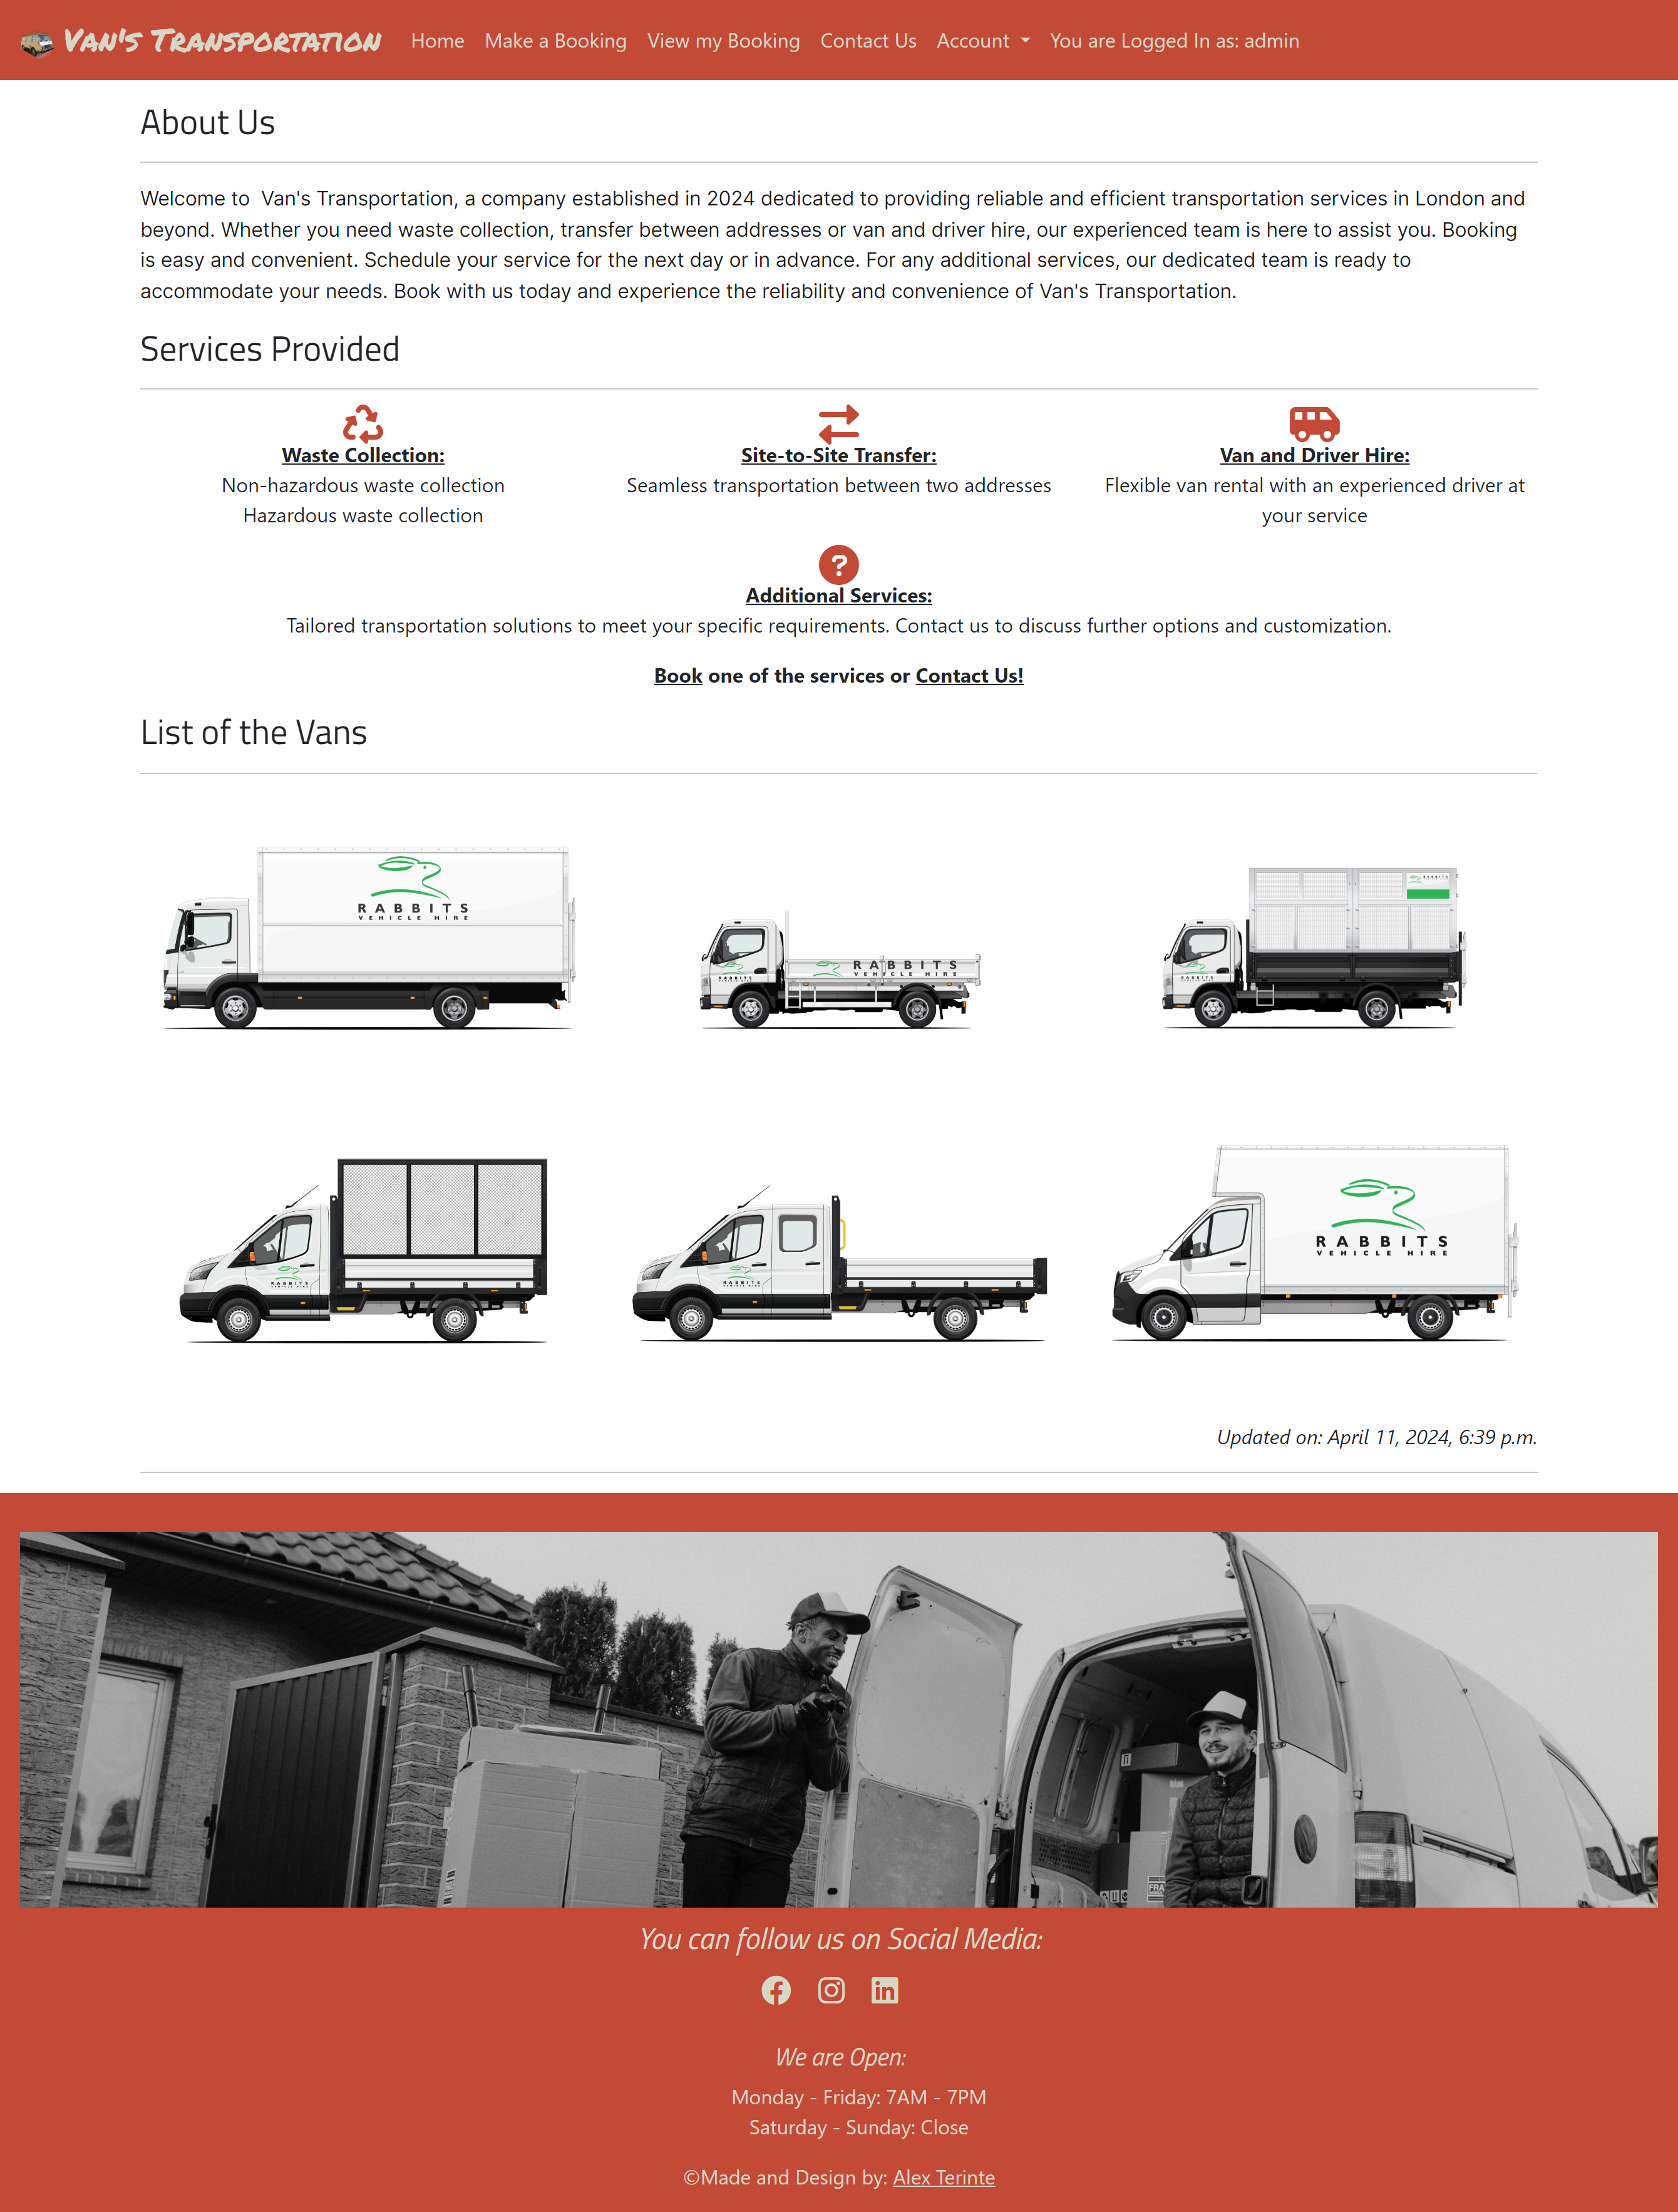 Van's Transportation
Home Make a Booking View my Booking Contact Us Account You are Logged In as: admin
About Us
Welcome to Van's Transportation, a company established in 2024 dedicated to providing reliable and efficient transportation services in London and
beyond. Whether you need waste collection, transfer between addresses or van and driver hire, our experienced team is here to assist you. Booking
is easy and convenient. Schedule your service for the next day or in advance. For any additional services, our dedicated team is ready to
accommodate your needs. Book with us today and experience the reliability and convenience of Van's Transportation.
Services Provided
Waste Collection:
Non-hazardous waste collection
Hazardous waste collection
Site-to-Site Transfer:
Seamless transportation between two addresses
Van and Driver Hire:
Flexible van rental with an experienced driver at
your service
Additional Services:
Tailored transportation solutions to meet your specific requirements. Contact us to discuss further options and customization.
Book one of the services or Contact Us!
List of the Vans
RABBITS
VEHICLE HIRE
RABBITS
RABBITS
VEHICLE HIRE
RABBITS
RABBITS
RABBITS
RABBITS
RABBITS
VEHICLE HIRE
Updated on: April 11, 2024, 6:39 p.m.
You can follow us on Social Media:
We are Open:
Monday - Friday: 7AM - 7PM
Saturday - Sunday: Close
©Made and Design by: Alex Terinte